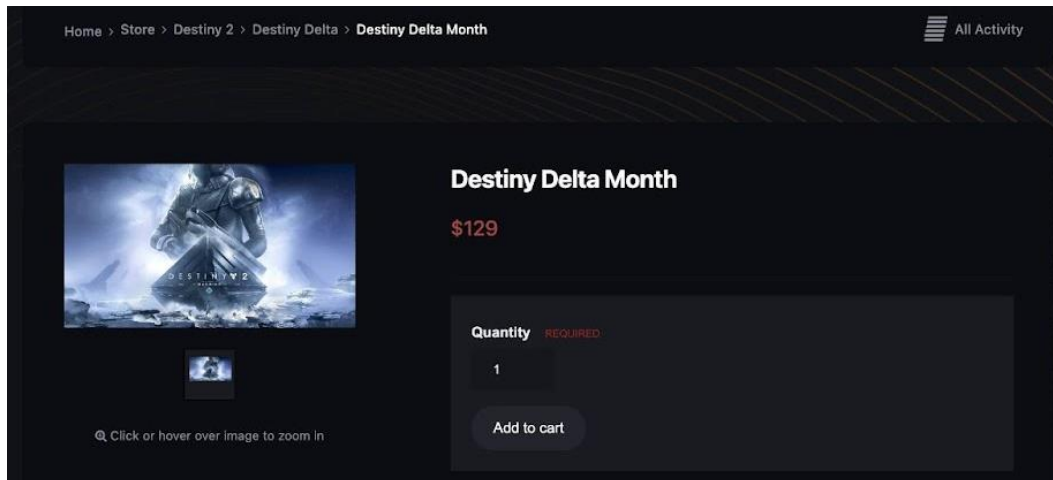 Home > Store > Destiny 2 > Destiny Delta > Destiny Delta Month
All Activity
Destiny Delta Month
$129
DESTINY 2
Quantity REQUIRED
1
Add to cart
Click or hover over image to zoom in